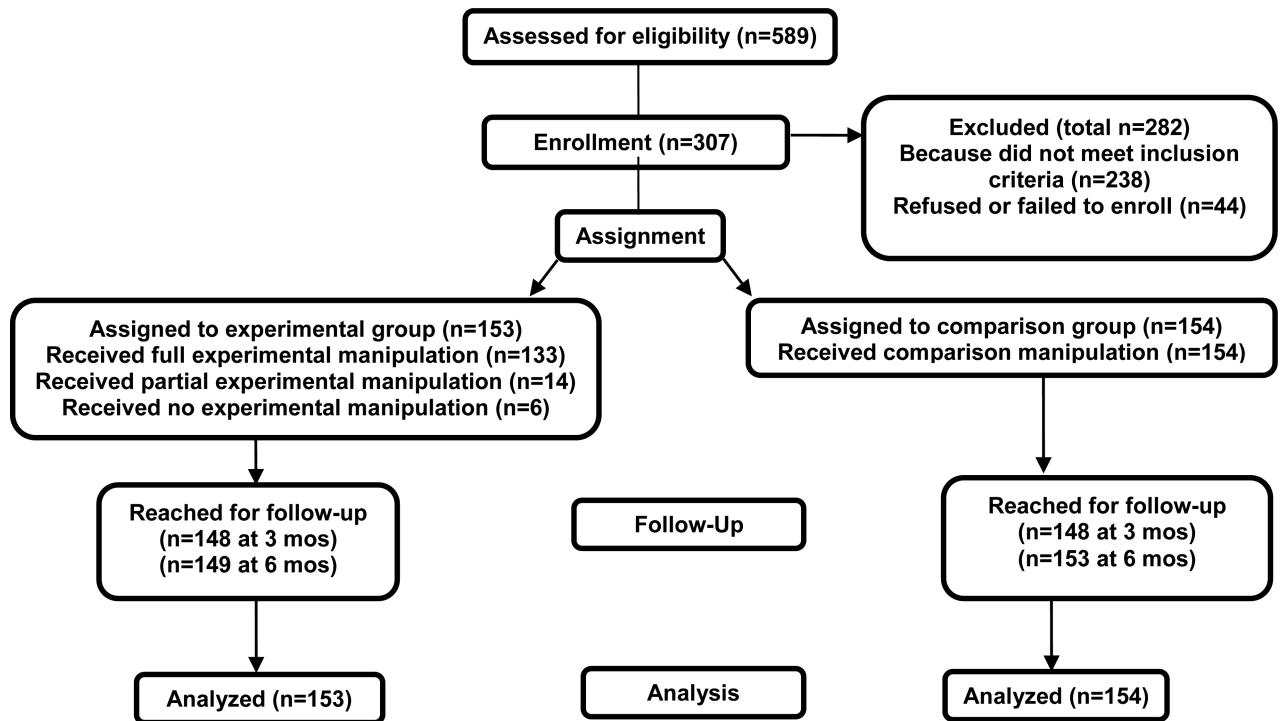 Assessed for eligibility (n=589)
Enrollment (n=307)
Excluded (total n=282)
Because did not meet inclusion
criteria (n=238)
Refused or failed to enroll (n=44)
Assignment
Assigned to experimental group (n=153)
Received full experimental manipulation (n=133)
Received partial experimental manipulation (n=14)
Received no experimental manipulation (n=6)
Assigned to comparison group (n=154)
Received comparison manipulation (n=154)
Reached for follow-up
(n=148 at 3 mos)
(n=149 at 6 mos)
Follow-Up
Reached for follow-up
(n=148 at 3 mos)
(n=153 at 6 mos)
Analyzed (n=153)
Analysis
Analyzed (n=154)